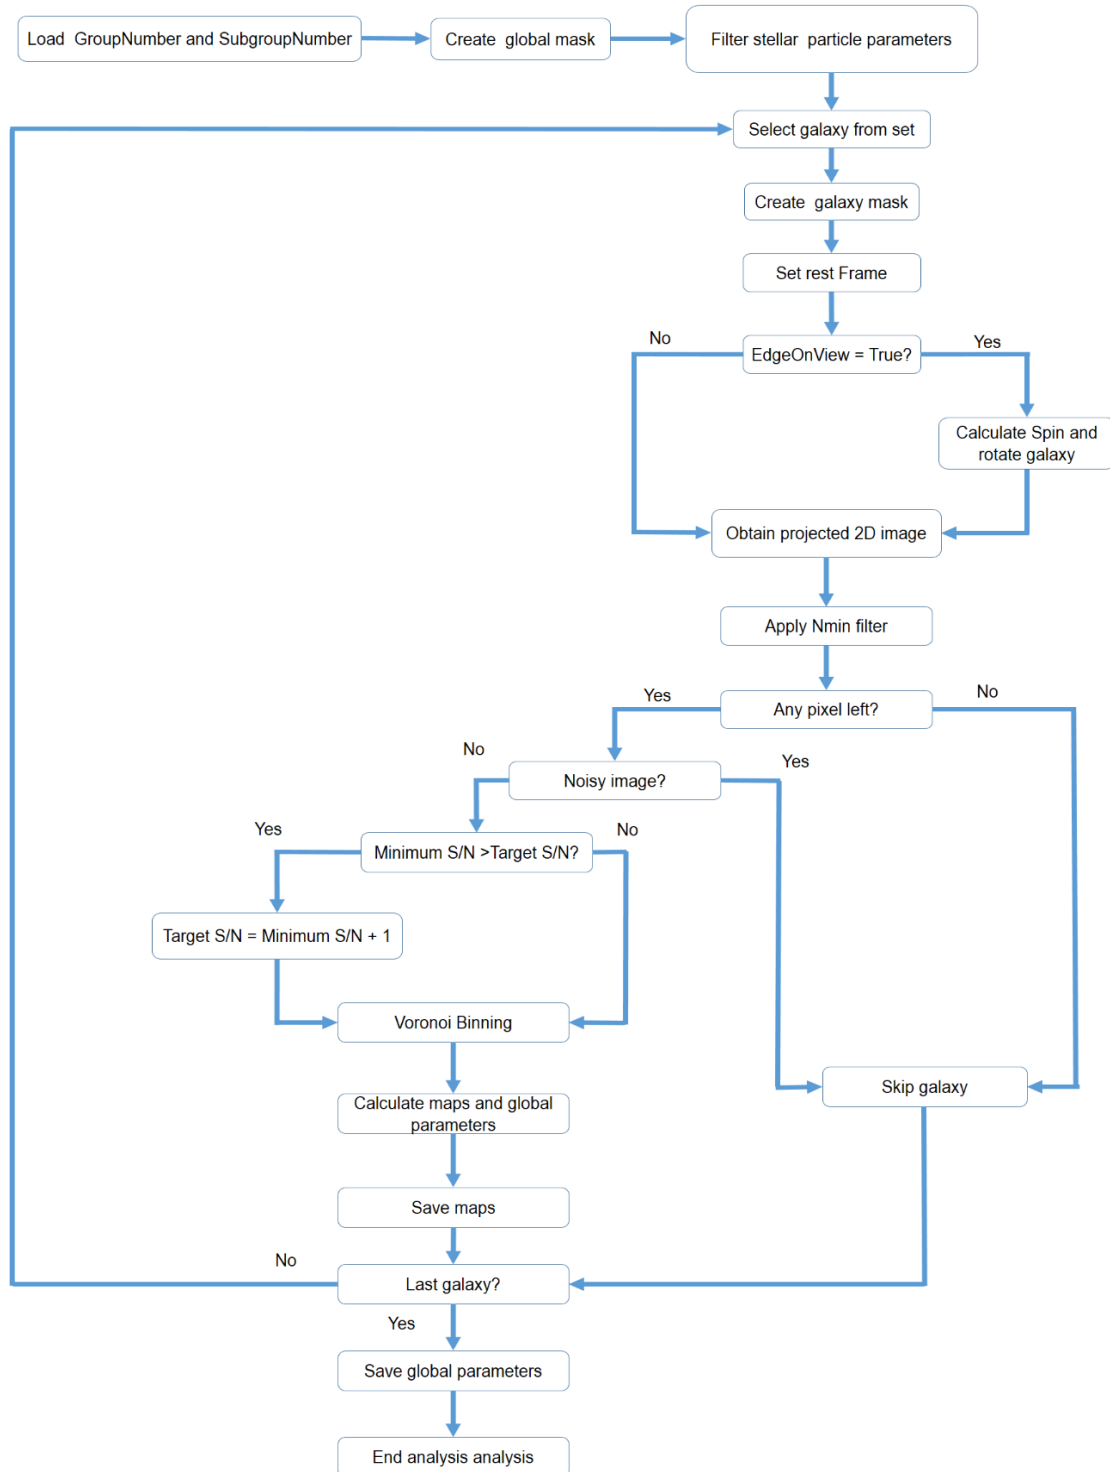 Load GroupNumber and SubgroupNumber
Create global mask
Filter stellar particle parameters
Select galaxy from set
Create galaxy mask
Set rest Frame
No
EdgeOnView = True?
Yes
Calculate Spin and
rotate galaxy
Obtain projected 2D image
Apply Nmin filter
Yes
Any pixel left?
No
No
Noisy image?
Yes
Yes
Minimum S/N >Target S/N?
No
Target S/N = Minimum S/N + 1
Voronoi Binning
Skip galaxy
Calculate maps and global
parameters
Save maps
No
Last galaxy?
Yes
Save global parameters
End analysis analysis